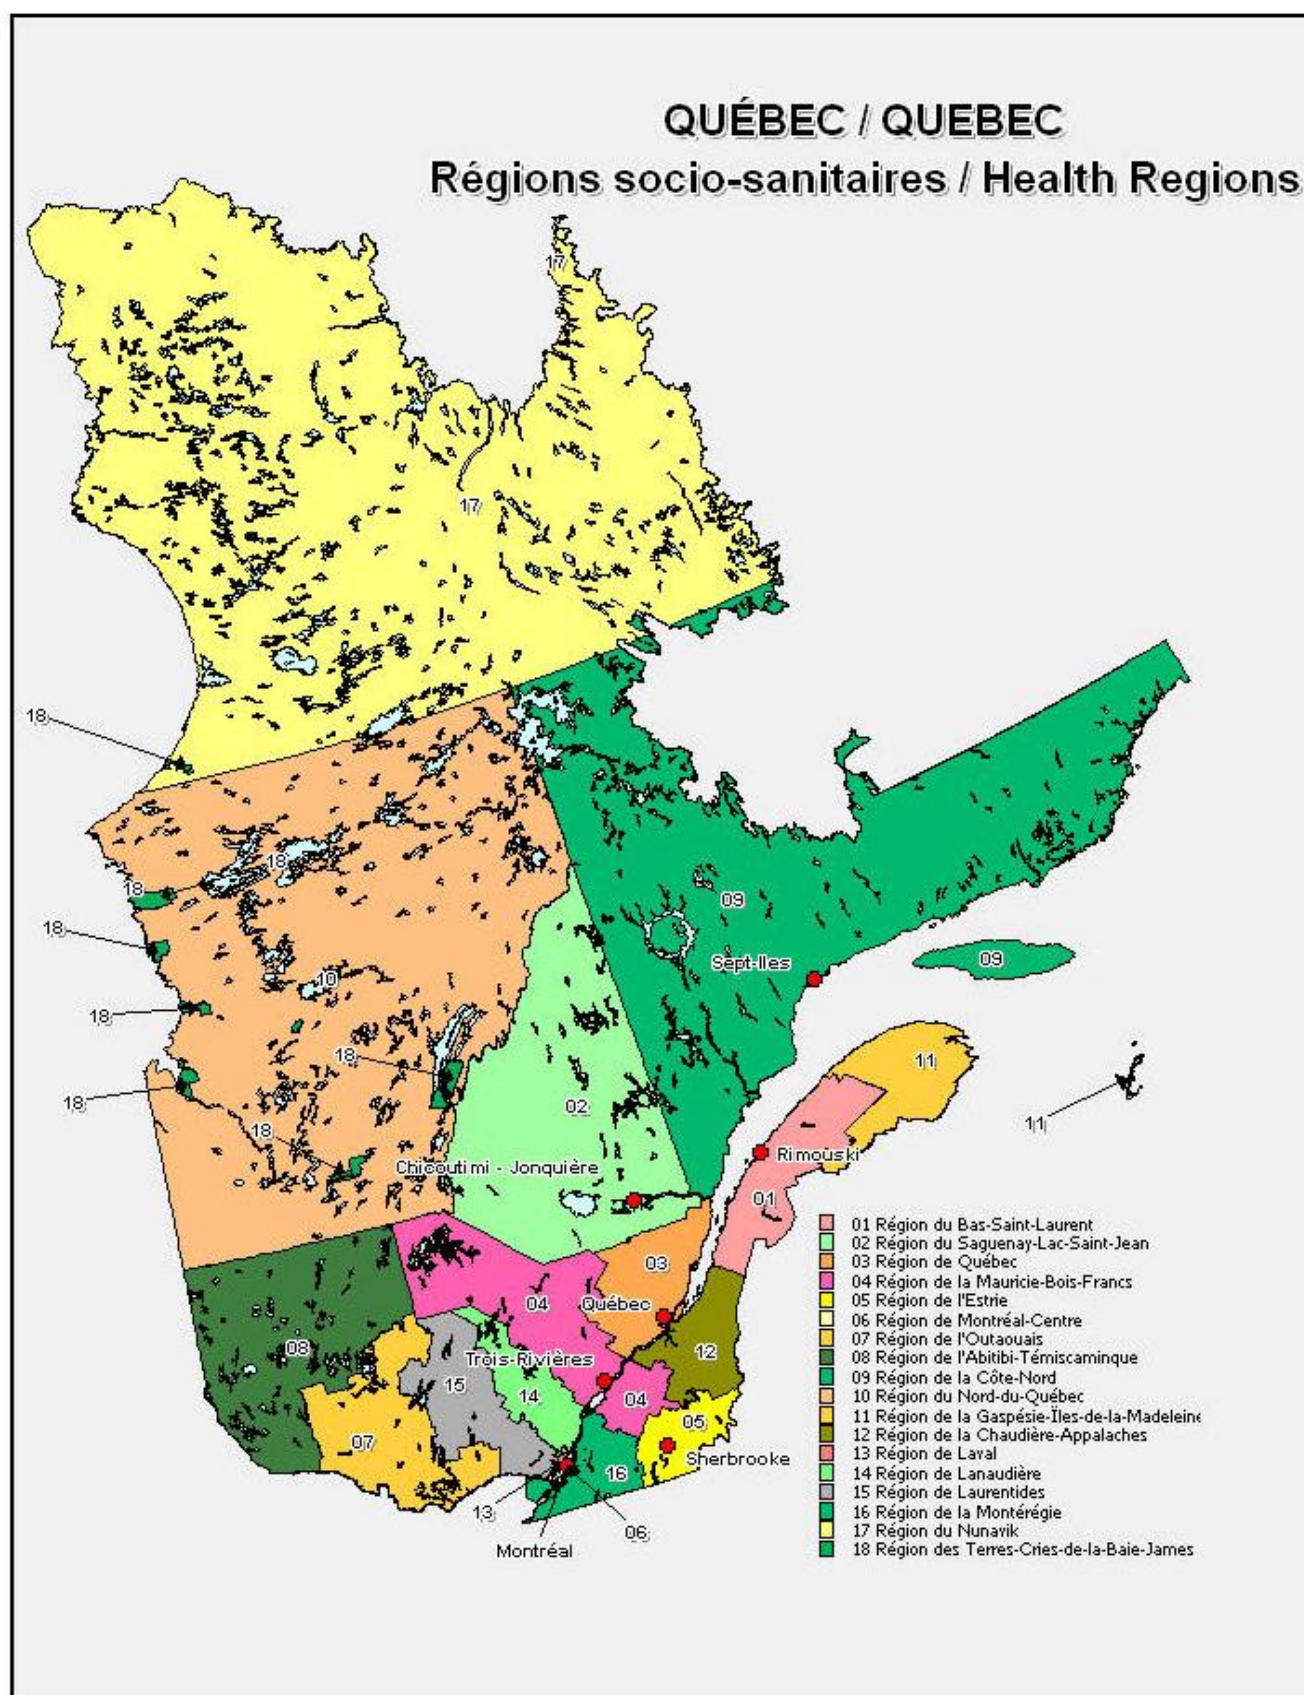 QUÉBEC / QUEBEC
Régions socio-sanitaires / Health Regions
17
17
18
18
18
18
09
18
Sept-Iles
09
10
18
11
18
18
02
11
18
Chicoutimi - Jonquière
Rimouski
01
03
Québec
04
08
12
Trois-Rivières
15
14
04
05
07
Sherbrooke
16
13
06
Montréal
01 Région du Bas-Saint-Laurent
02 Région du Saguenay-Lac-Saint-Jean
03 Région de Québec
04 Région de la Mauricie-Bois-Francs
05 Région de l'Estrie
06 Région de Montréal-Centre
07 Région de l'Outaouais
08 Région de l'Abitibi-Témiscaminque
09 Région de la Côte-Nord
10 Région du Nord-du-Québec
11 Région de la Gaspésie-Îles-de-la-Madeleine
12 Région de la Chaudière-Appalaches
13 Région de Laval
14 Région de Lanaudière
15 Région de Laurentides
16 Région de la Montérégie
17 Région du Nunavik
18 Région des Terres-Cries-de-la-Baie-James